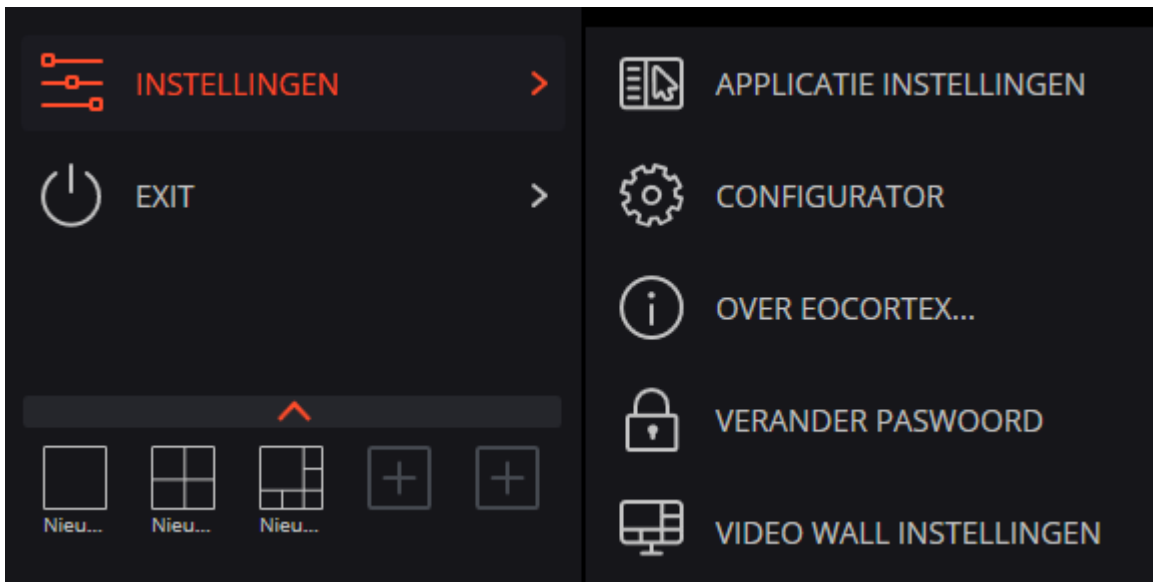 INSTELLINGEN
EXIT
Nieu...
Nieu...
Nieu...
APPLICATIE INSTELLINGEN
CONFIGURATOR
OVER EOCORTEX...
VERANDER PASWOORD
VIDEO WALL INSTELLINGEN